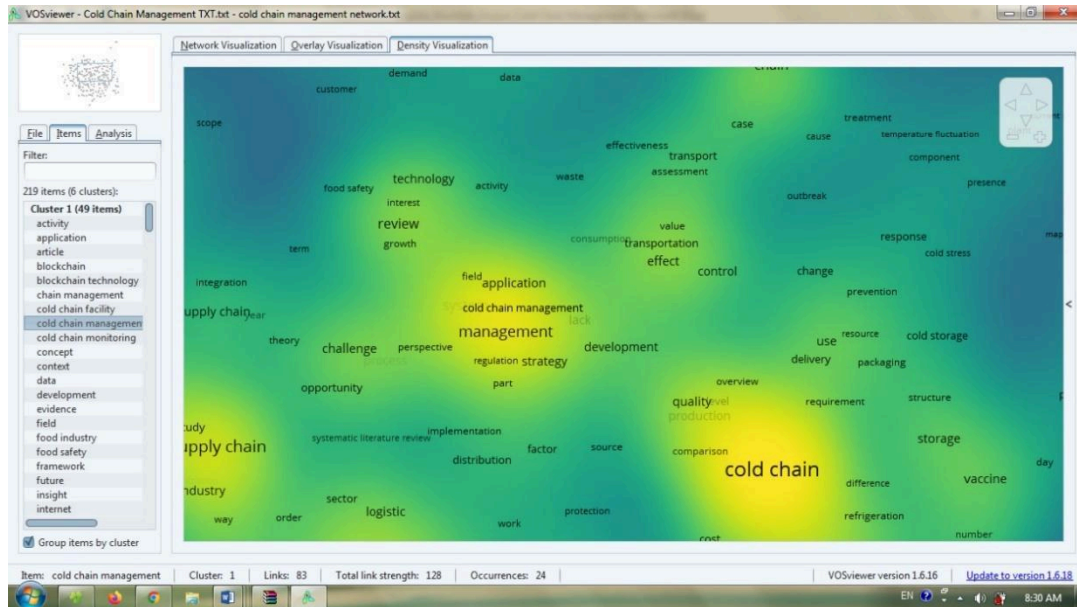 VOSviewer - Cold Chain Management TXT.txt - cold chain management network.txt
Network Visualization Overlay Visualization Density Visualization
File Items Analysis
Filter:
219 items (6 clusters):
Cluster 1 (49 items)
activity
application
article
blockchain
blockchain technology
chain management
cold chain facility
cold chain managemen
cold chain monitoring
concept
context
data
development
evidence
field
food industry
food safety
framework
future
insight
internet
Group items by cluster
demand data chain
customer
scope case treatment
cause temperature fluctuation
effectiveness transport component
assessment
technology waste presence
food safety activity outbreak
interest
review value
growth consumption transportation response map
term effect cold stress
control change
integration field application prevention
upply chain year cold chain management
lack
management resource cold storage
theory challenge perspective development use
process regulation strategy delivery packaging
opportunity part overview
quality level requirement structure
production
udy implementation
upply chain systematic literature review storage
factor source comparison
distribution cold chain day
ndustry difference vaccine
sector
logistic protection refrigeration
way order work number
cost
Item: cold chain management Cluster: 1 Links: 83 Total link strength: 128 Occurrences: 24 VOSviewer version 1.6.16 Update to version 1.6.18
EN 8:30 AM